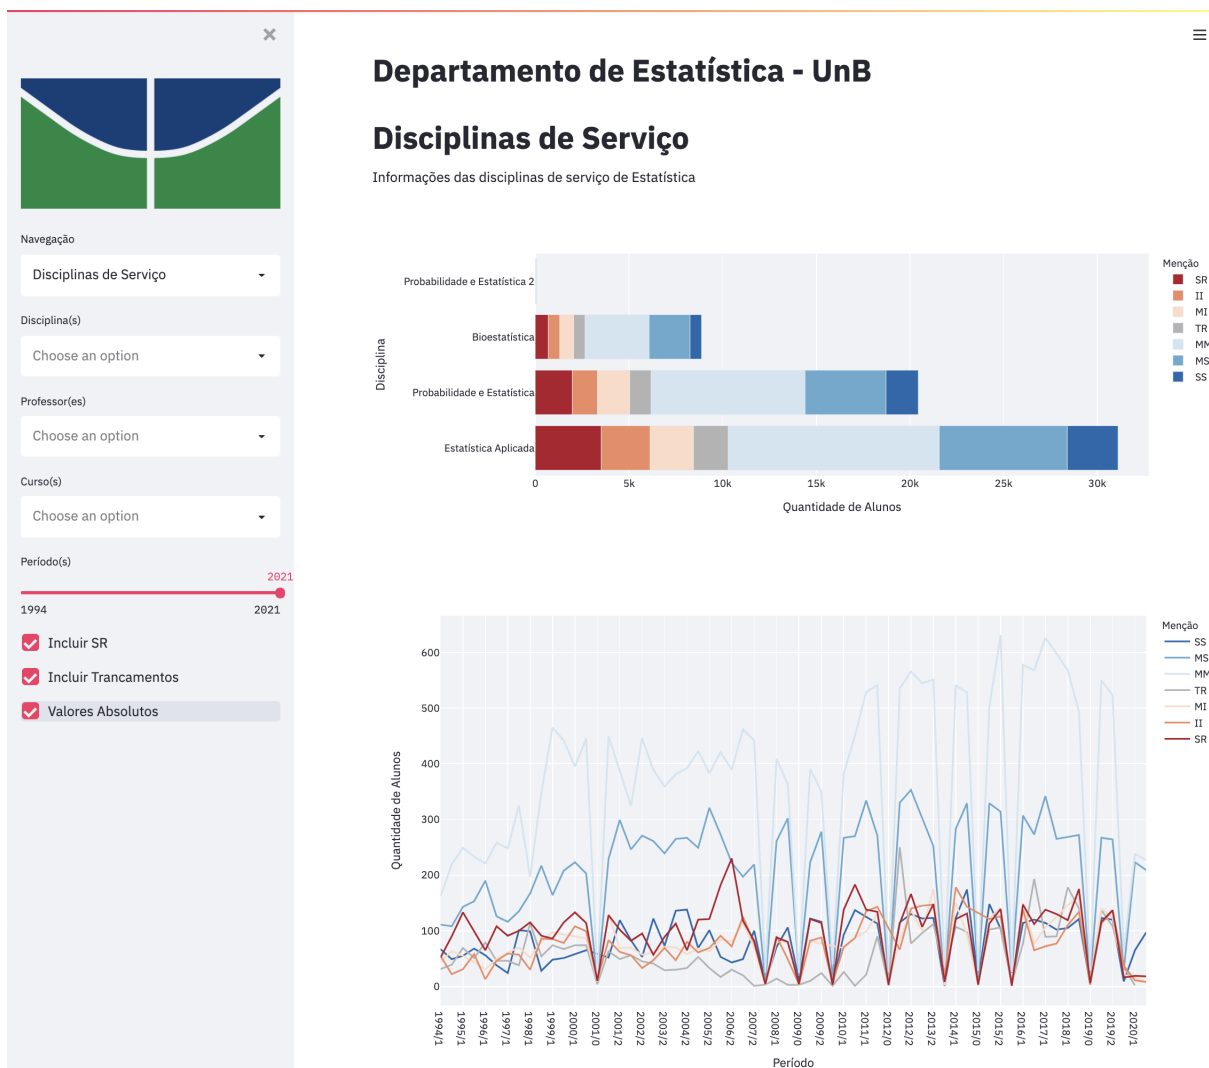 Departamento de Estatística - UnB
Disciplinas de Serviço
Informações das disciplinas de serviço de Estatística
Navegação
Disciplinas de Serviço
Disciplina(s)
Choose an option
Professor(es)
Choose an option
Curso(s)
Choose an option
Período(s)
2021
1994
2021
Incluir SR
Incluir Trancamentos
Valores Absolutos
Disciplina
Probabilidade e Estatística 2
Bioestatística
Probabilidade e Estatística
Estatística Aplicada
0 5k 10k 15k 20k 25k 30k
Quantidade de Alunos
Menção
SR
II
MI
TR
MM
MS
SS
Quantidade de Alunos
600
500
400
300
200
100
0
1994/1 1995/1 1996/1 1997/1 1998/1 1999/1 2000/1 2001/0 2001/2 2002/2 2003/2 2004/2 2005/2 2006/2 2007/2 2008/1 2009/0 2009/2 2010/1 2011/1 2012/0 2012/2 2013/2 2014/1 2015/0 2015/2 2016/1 2017/1 2018/1 2019/0 2019/2 2020/1
Período
Menção
SS
MS
MM
TR
MI
II
SR